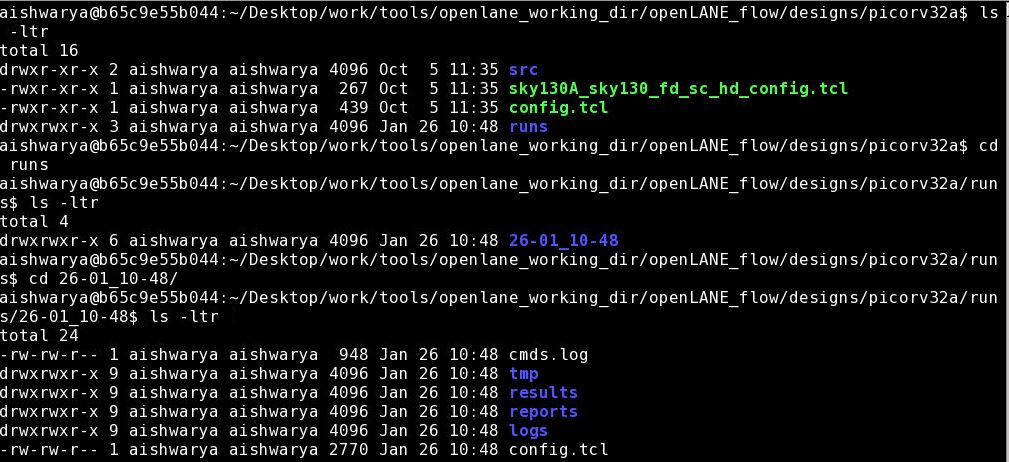 aishwarya@b65c9e55b044:~/Desktop/work/tools/openlane_working_dir/openLANE_flow/designs/picorv32a$ ls
 -ltr
total 16
drwxr-xr-x 2 aishwarya aishwarya 4096 Oct  5 11:35 src
-rwxr-xr-x 1 aishwarya aishwarya  267 Oct  5 11:35 sky130A_sky130_fd_sc_hd_config.tcl
-rwxr-xr-x 1 aishwarya aishwarya  439 Oct  5 11:35 config.tcl
drwxrwxr-x 3 aishwarya aishwarya 4096 Jan 26 10:48 runs
aishwarya@b65c9e55b044:~/Desktop/work/tools/openlane_working_dir/openLANE_flow/designs/picorv32a$ cd
 runs
aishwarya@b65c9e55b044:~/Desktop/work/tools/openlane_working_dir/openLANE_flow/designs/picorv32a/run
s$ ls -ltr
total 4
drwxrwxr-x 6 aishwarya aishwarya 4096 Jan 26 10:48 26-01_10-48
aishwarya@b65c9e55b044:~/Desktop/work/tools/openlane_working_dir/openLANE_flow/designs/picorv32a/run
s$ cd 26-01_10-48/
aishwarya@b65c9e55b044:~/Desktop/work/tools/openlane_working_dir/openLANE_flow/designs/picorv32a/run
s/26-01_10-48$ ls -ltr
total 24
-rw-rw-r-- 1 aishwarya aishwarya  948 Jan 26 10:48 cmds.log
drwxrwxr-x 9 aishwarya aishwarya 4096 Jan 26 10:48 tmp
drwxrwxr-x 9 aishwarya aishwarya 4096 Jan 26 10:48 results
drwxrwxr-x 9 aishwarya aishwarya 4096 Jan 26 10:48 reports
drwxrwxr-x 9 aishwarya aishwarya 4096 Jan 26 10:48 logs
-rw-rw-r-- 1 aishwarya aishwarya 2770 Jan 26 10:48 config.tcl